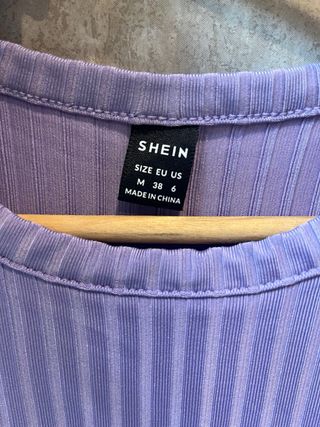 SHEIN
SIZE EU US
M 38 6
MADE IN CHINA